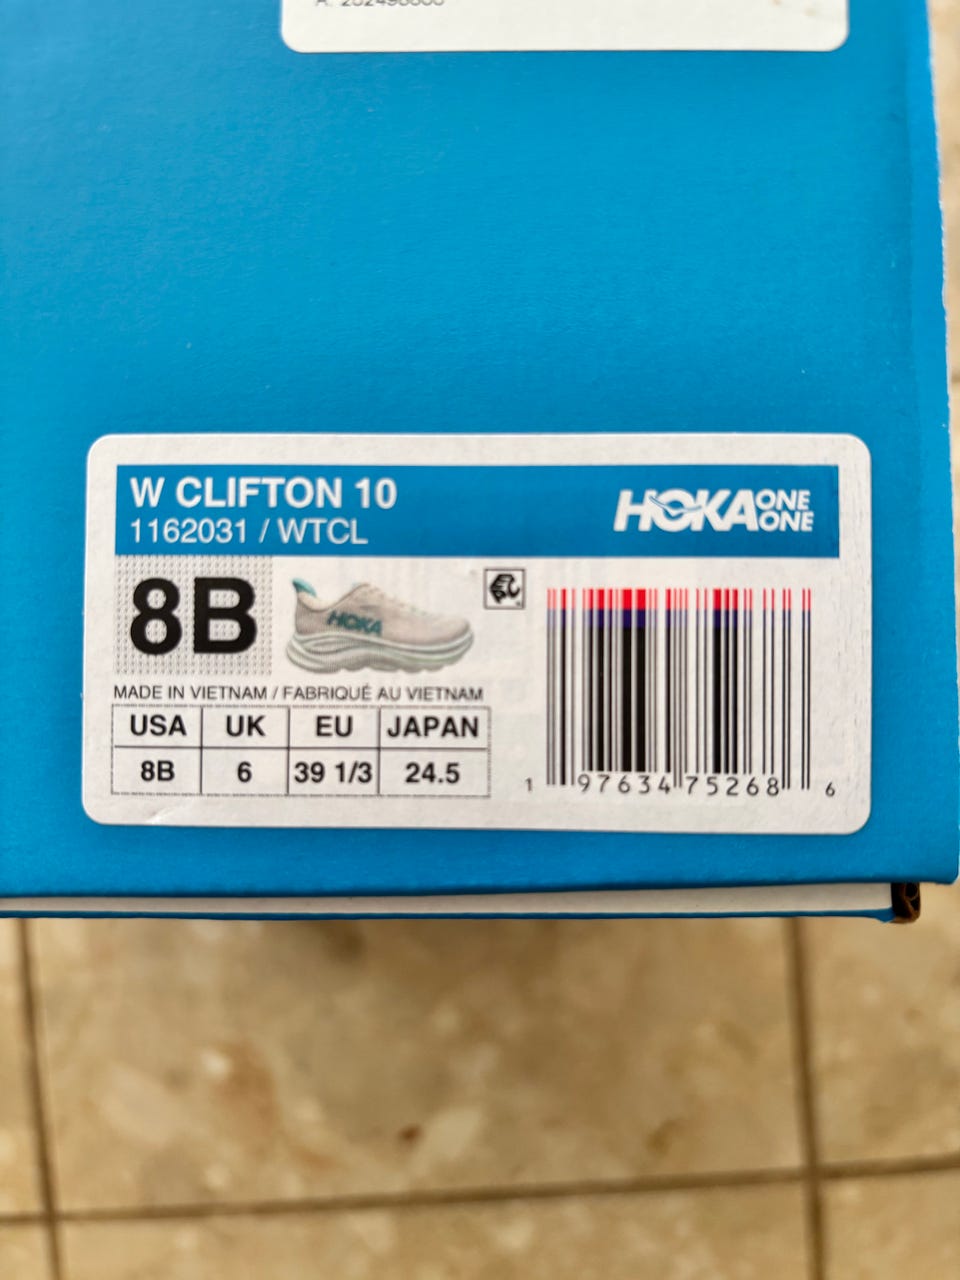 W CLIFTON 10
1162031 / WTCL
HOKA ONE ONE
8B
HOKA
MADE IN VIETNAM / FABRIQUÉ AU VIETNAM
USA UK EU JAPAN
8B 6 39 1/3 24.5
1 97634 75268 6